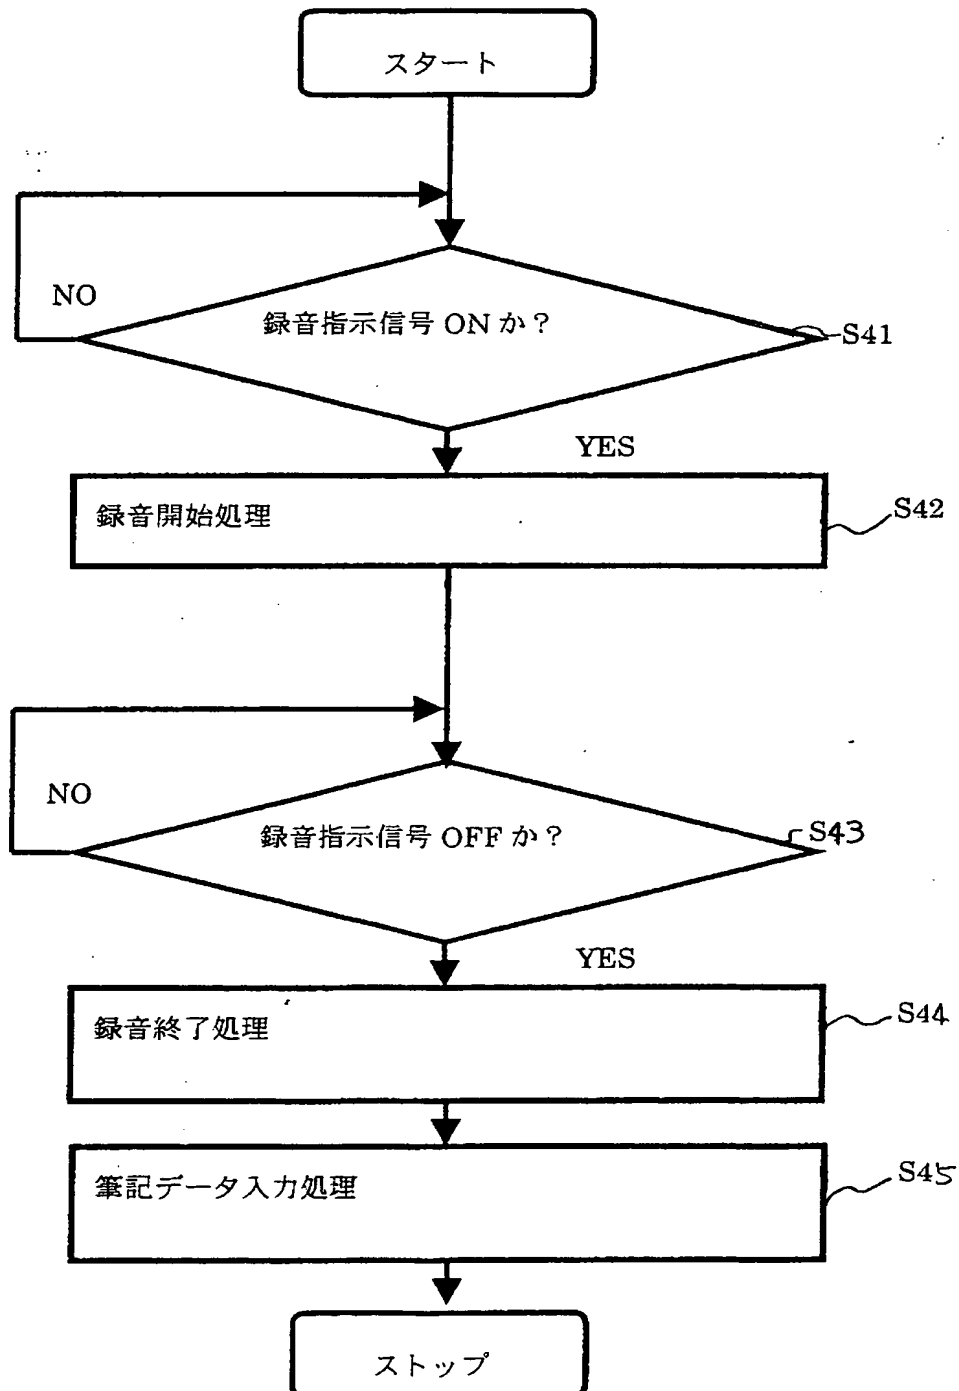 スタート
NO
録音指示信号 ON か？
S41
YES
録音開始処理
S42
NO
録音指示信号 OFF か？
S43
YES
録音終了処理
S44
筆記データ入力処理
S45
ストップ